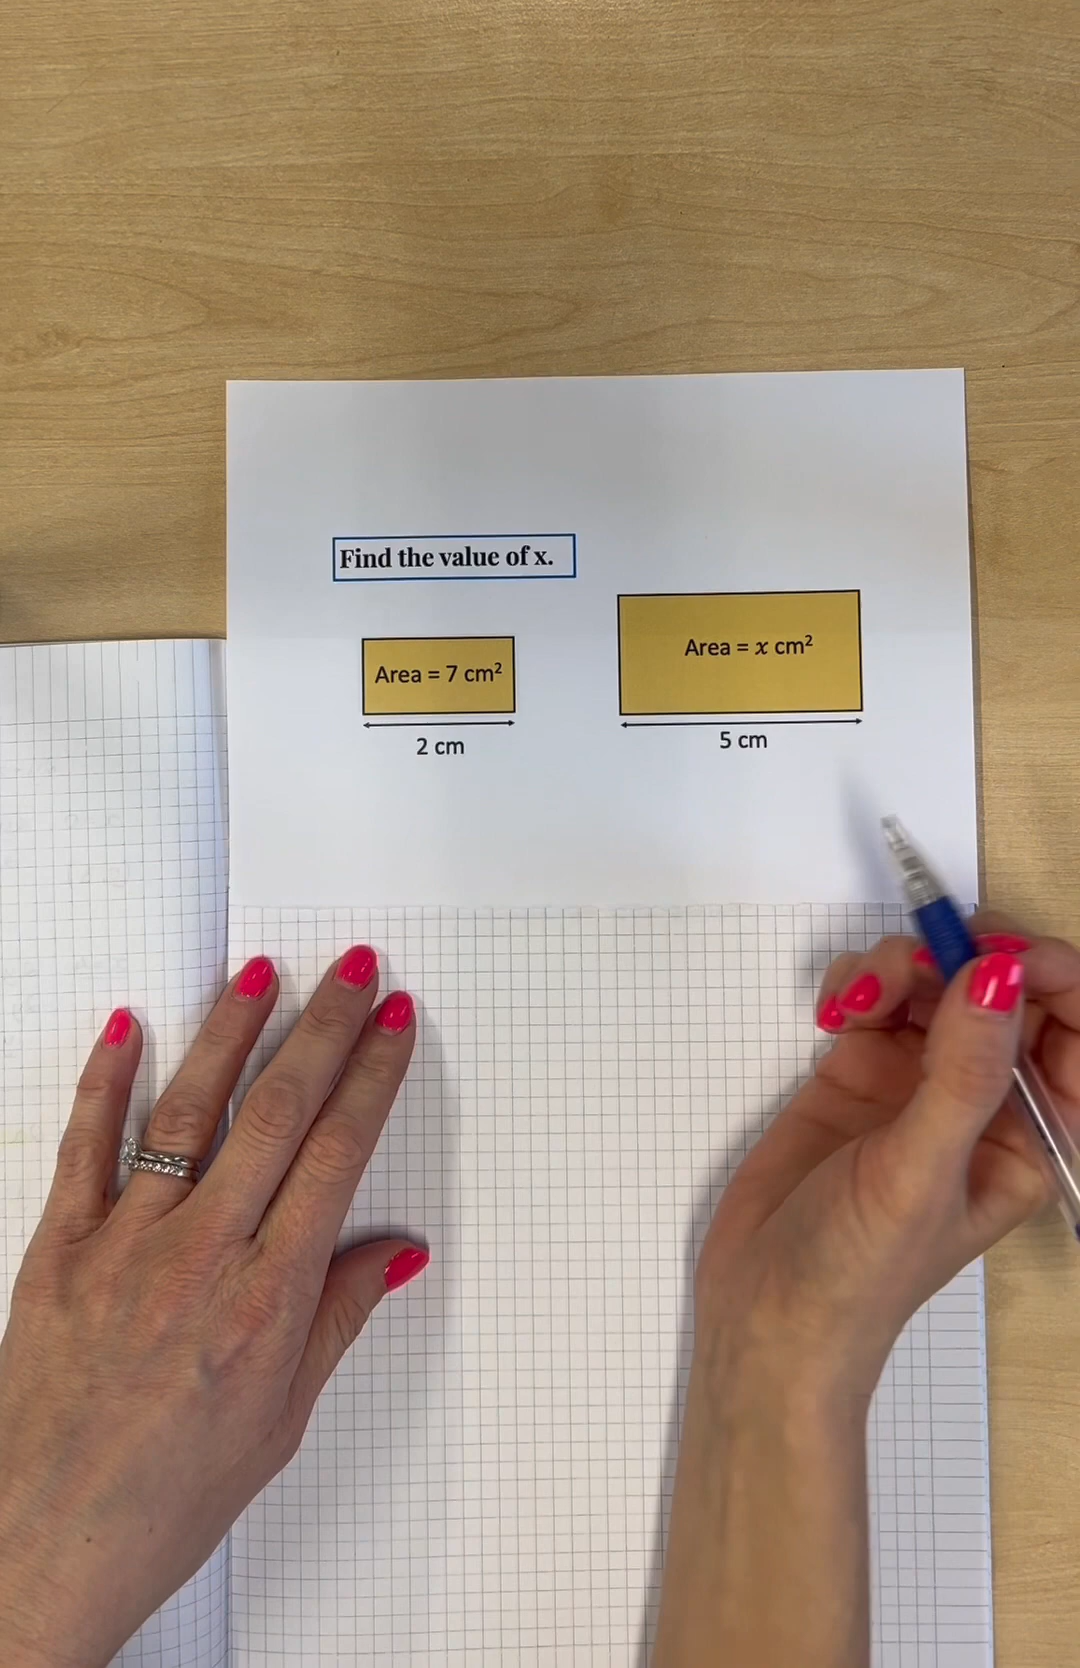 Find the value of x.
Area = 7 cm²
2 cm
Area = x cm²
5 cm